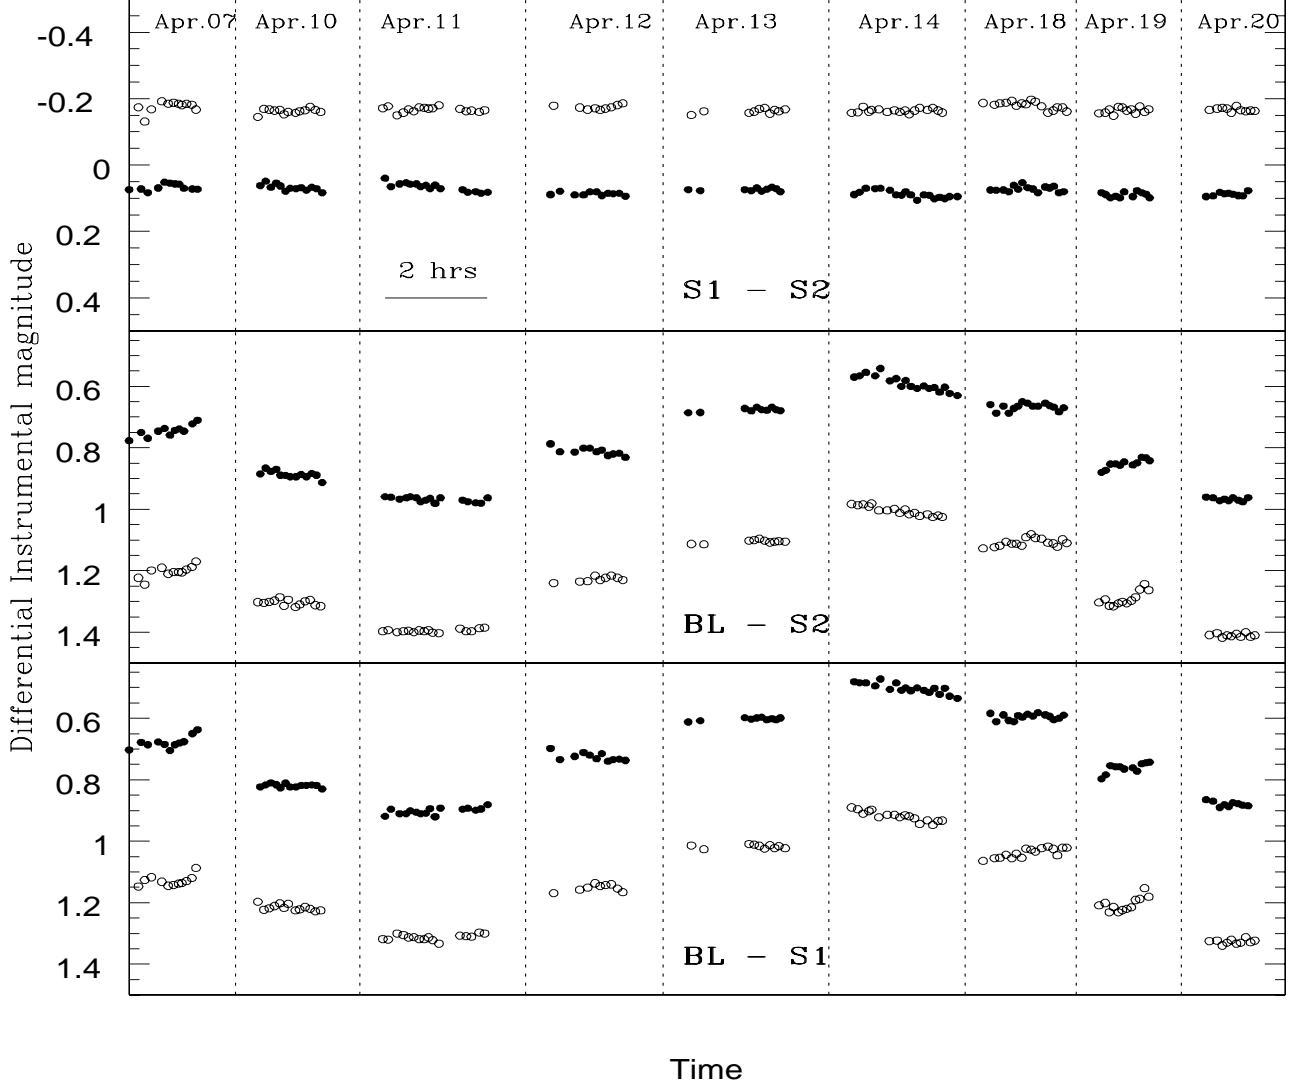 Apr.07 Apr.10 Apr.11 Apr.12 Apr.13 Apr.14 Apr.18 Apr.19 Apr.20
-0.4
-0.2
0
0.2
2 hrs
0.4
S1 - S2
0.6
0.8
1
1.2
1.4
BL - S2
0.6
0.8
1
1.2
1.4
BL - S1
Differential Instrumental magnitude
Time